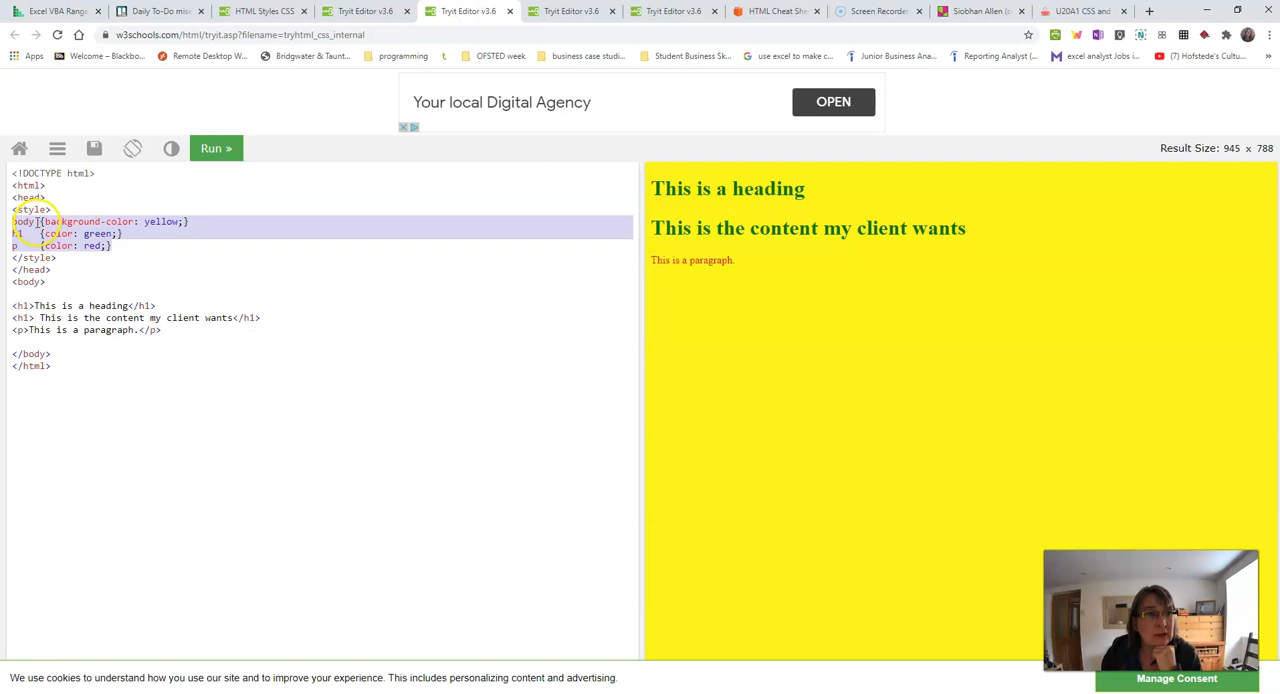 Excel VBA Rang
Daily To-Do mise
HTML Styles CSS
Tryit Editor v3.6
Tryit Editor v3.6
Tryit Editor v3.6
Tryit Editor v3.6
HTML Cheat She
Screen Recorder
Siobhan Allen (
U20A1 CSS and
w3schools.com/html/tryit.asp?filename=tryhtml_css_internal
Apps
Welcome – Blackbo...
Remote Desktop W...
Bridgwater & Taunt...
programming
t
OFSTED week
business case studi...
Student Business Sk...
use excel to make c...
Junior Business Ana...
Reporting Analyst (...
excel analyst Jobs i...
(7) Hofstede's Cultu...
»
Your local Digital Agency
OPEN
Run »
Result Size: 945 x 788
<!DOCTYPE html>
<html>
<head>
<style>
body {background-color: yellow;}
h1 {color: green;}
p {color: red;}
</style>
</head>
<body>
<h1>This is a heading</h1>
<h1> This is the content my client wants</h1>
<p>This is a paragraph.</p>
</body>
</html>
This is a heading
This is the content my client wants
This is a paragraph.
We use cookies to understand how you use our site and to improve your experience. This includes personalizing content and advertising.
Manage Consent